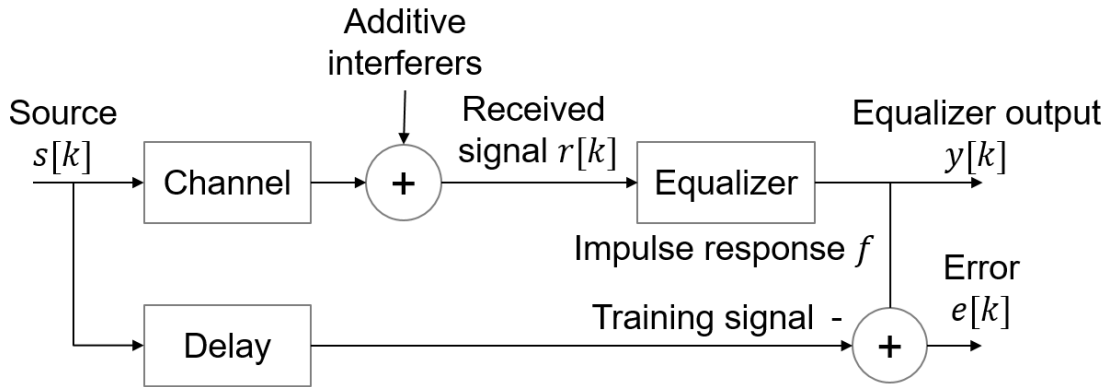 Additive
interferers
Source
s[k]
Received
signal r[k]
Equalizer output
y[k]
Channel
+
Equalizer
Impulse response f
Error
e[k]
Delay
Training signal -
+